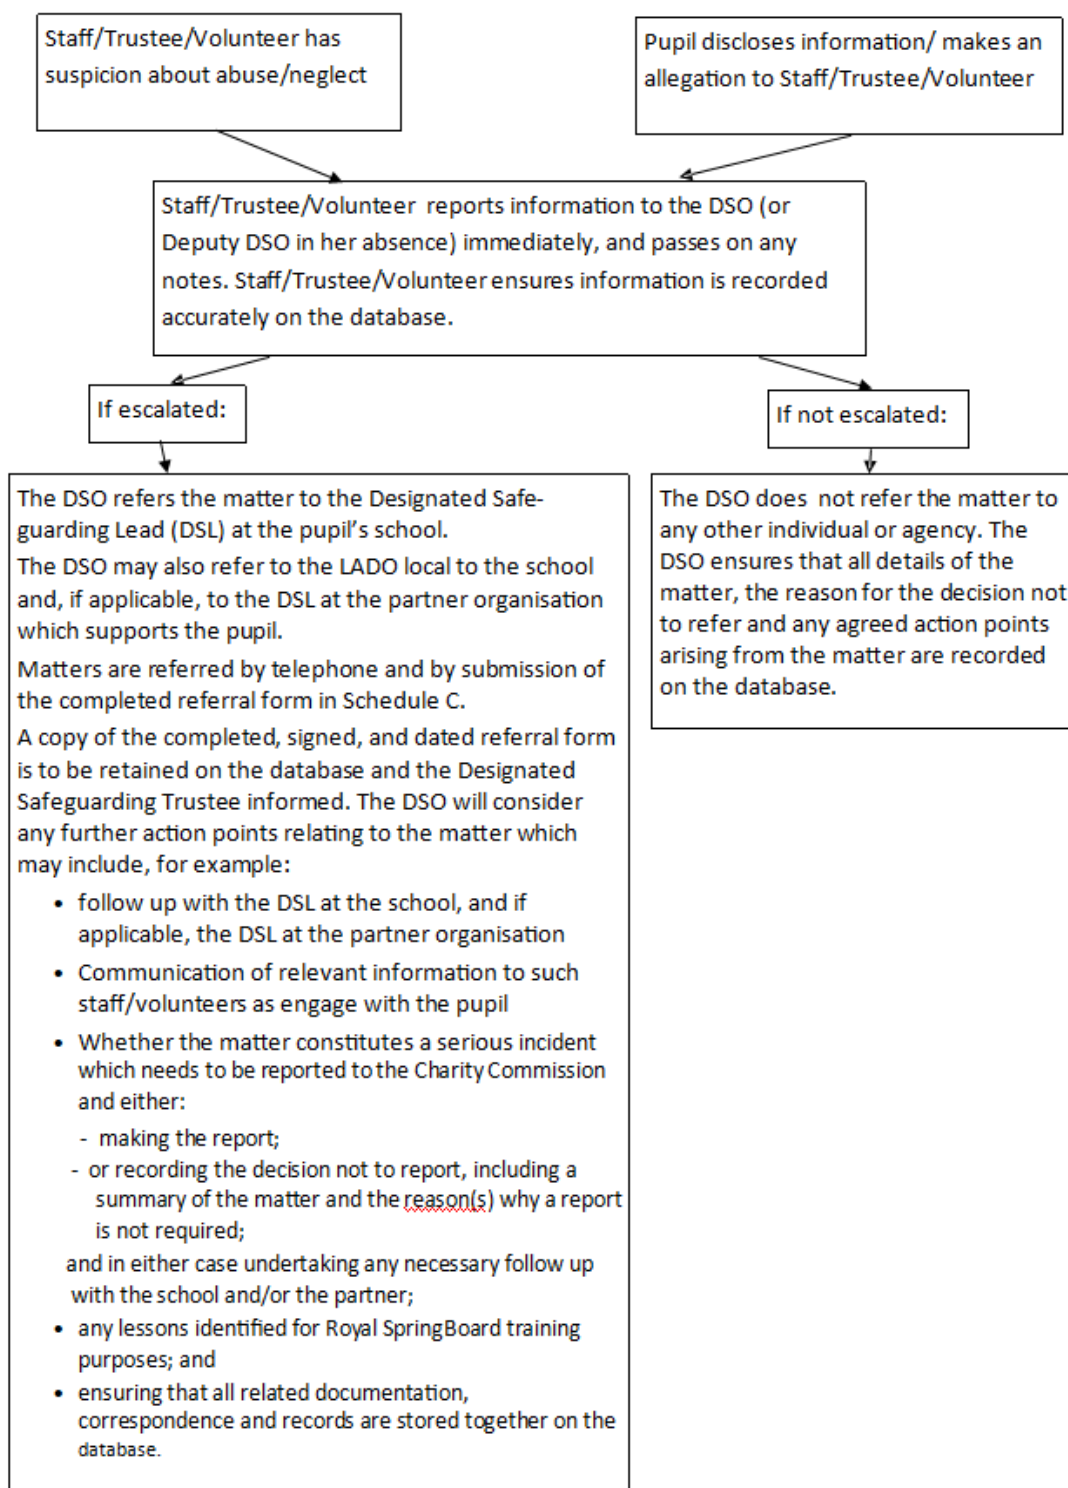 Staff/Trustee/Volunteer has
suspicion about abuse/neglect
Pupil discloses information/ makes an
allegation to Staff/Trustee/Volunteer
Staff/Trustee/Volunteer reports information to the DSO (or
Deputy DSO in her absence) immediately, and passes on any
notes. Staff/Trustee/Volunteer ensures information is recorded
accurately on the database.
If escalated:
If not escalated:
The DSO refers the matter to the Designated Safe-
guarding Lead (DSL) at the pupil’s school.
The DSO may also refer to the LADO local to the school
and, if applicable, to the DSL at the partner organisation
which supports the pupil.
Matters are referred by telephone and by submission of
the completed referral form in Schedule C.
A copy of the completed, signed, and dated referral form
is to be retained on the database and the Designated
Safeguarding Trustee informed. The DSO will consider
any further action points relating to the matter which
may include, for example:
• follow up with the DSL at the school, and if
applicable, the DSL at the partner organisation
• Communication of relevant information to such
staff/volunteers as engage with the pupil
• Whether the matter constitutes a serious incident
which needs to be reported to the Charity Commission
and either:
- making the report;
- or recording the decision not to report, including a
summary of the matter and the reason(s) why a report
is not required;
and in either case undertaking any necessary follow up
with the school and/or the partner;
• any lessons identified for Royal SpringBoard training
purposes; and
• ensuring that all related documentation,
correspondence and records are stored together on the
database.
The DSO does not refer the matter to
any other individual or agency. The
DSO ensures that all details of the
matter, the reason for the decision not
to refer and any agreed action points
arising from the matter are recorded
on the database.